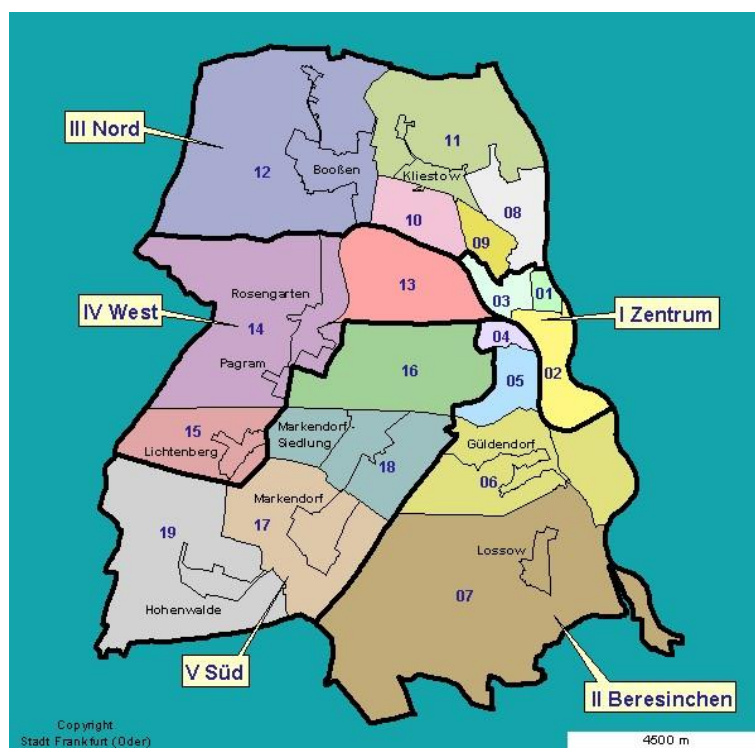 III Nord
11
12
Booßen
Kliestow
10
08
09
Rosengarten
13
03
01
IV West
14
I Zentrum
04
Pagram
16
05
02
15
Markendorf
Siedlung
Lichtenberg
18
Güldendorf
06
Markendorf
17
19
Lossow
Hohenwalde
07
V Süd
II Beresinchen
Copyright
Stadt Frankfurt (Oder)
4500 m